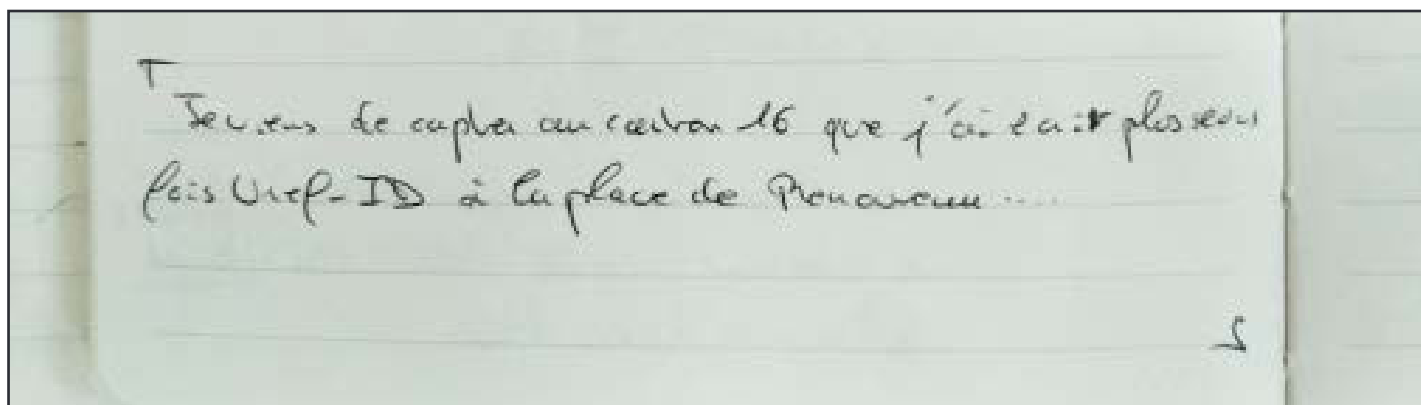 Je viens de capter au carton 16 que j'ai écrit plusieurs
fois Uref-ID à la place de